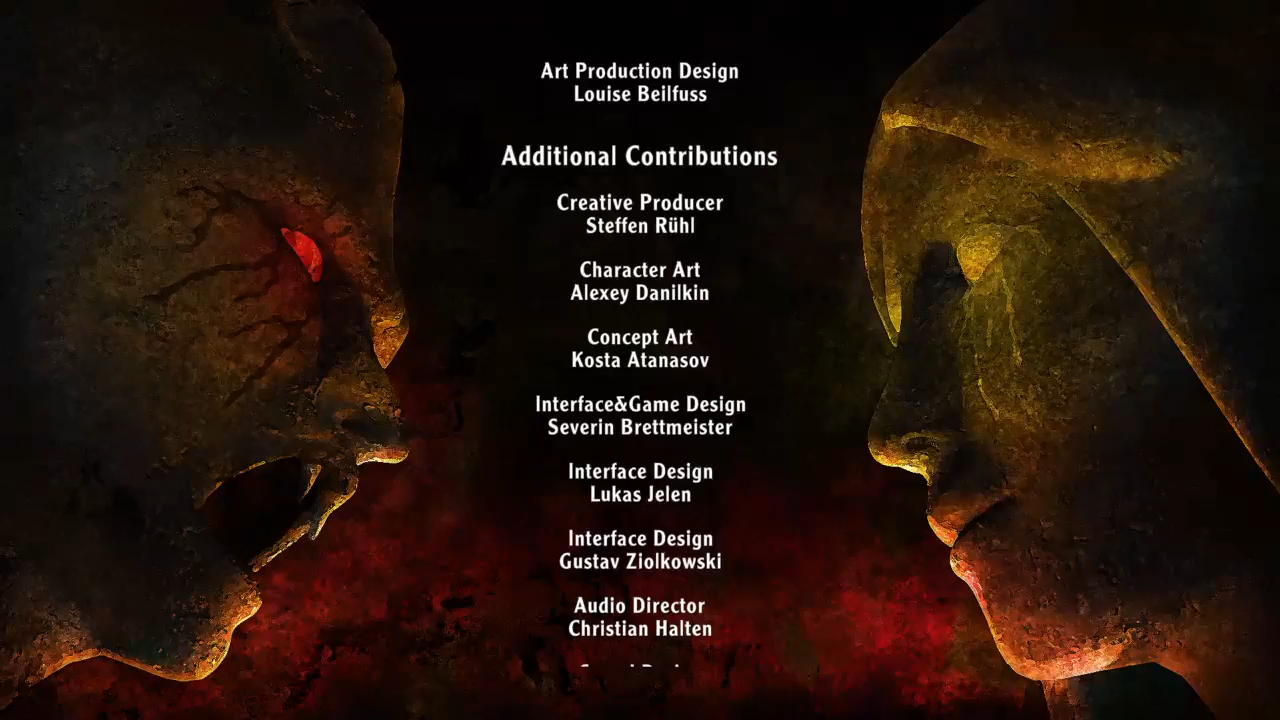 Art Production Design
Louise Beilfuss
Additional Contributions
Creative Producer
Steffen Rühl
Character Art
Alexey Danilkin
Concept Art
Kosta Atanasov
Interface&Game Design
Severin Brettmeister
Interface Design
Lukas Jelen
Interface Design
Gustav Ziolkowski
Audio Director
Christian Halten